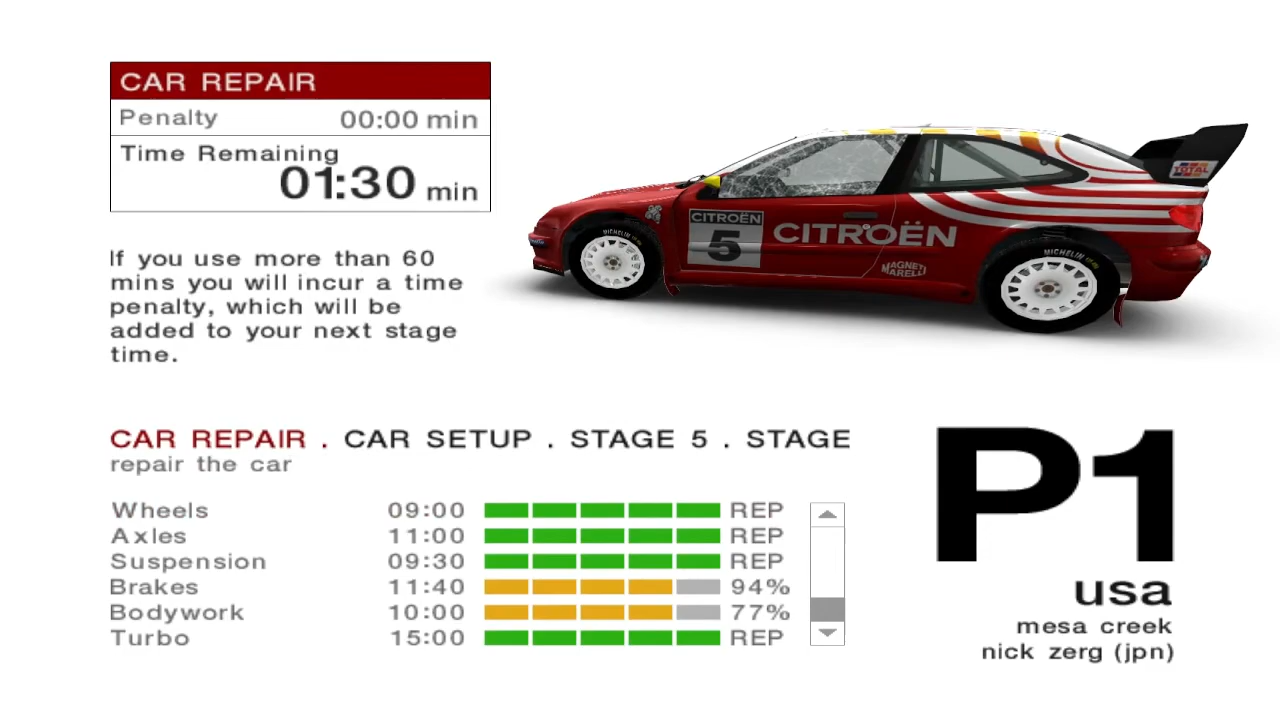 CAR REPAIR
Penalty 00:00 min
Time Remaining
01:30 min
If you use more than 60
mins you will incur a time
penalty, which will be
added to your next stage
time.
CITROËN
5
CITROËN
MAGNETI
MARELLI
MICHELIN
MICHELIN
TOTAL
CAR REPAIR . CAR SETUP . STAGE 5 . STAGE
repair the car
Wheels 09:00 REP
Axles 11:00 REP
Suspension 09:30 REP
Brakes 11:40 94%
Bodywork 10:00 77%
Turbo 15:00 REP
P1
usa
mesa creek
nick zerg (jpn)